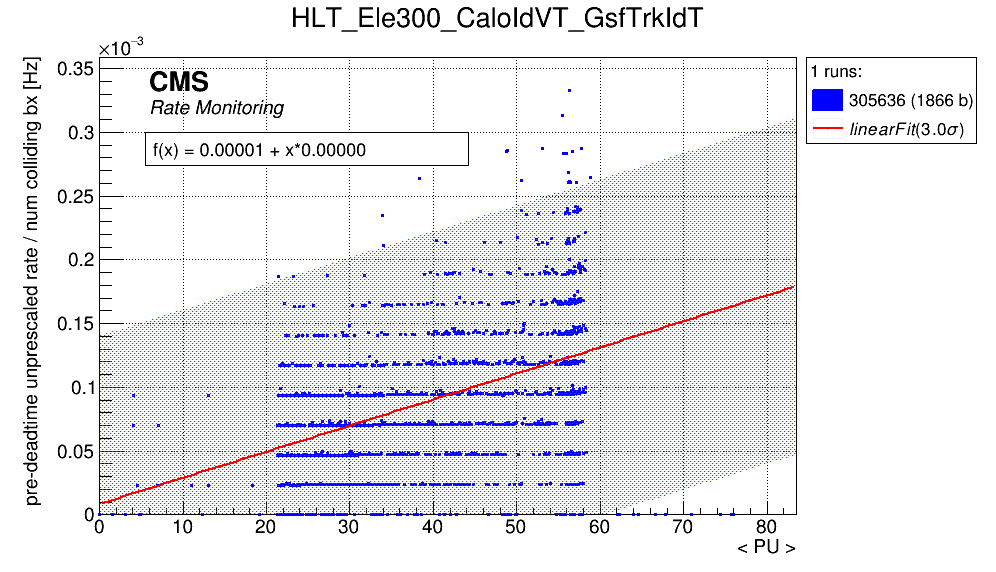 HLT_Ele300_CaloIdVT_GsfTrkIdT
×10⁻³
CMS
Rate Monitoring
f(x) = 0.00001 + x*0.00000
1 runs:
305636 (1866 b)
linearFit(3.0σ)
pre-deadtime unprescaled rate / num colliding bx [Hz]
0.35
0.3
0.25
0.2
0.15
0.1
0.05
0
0 10 20 30 40 50 60 70 80
< PU >